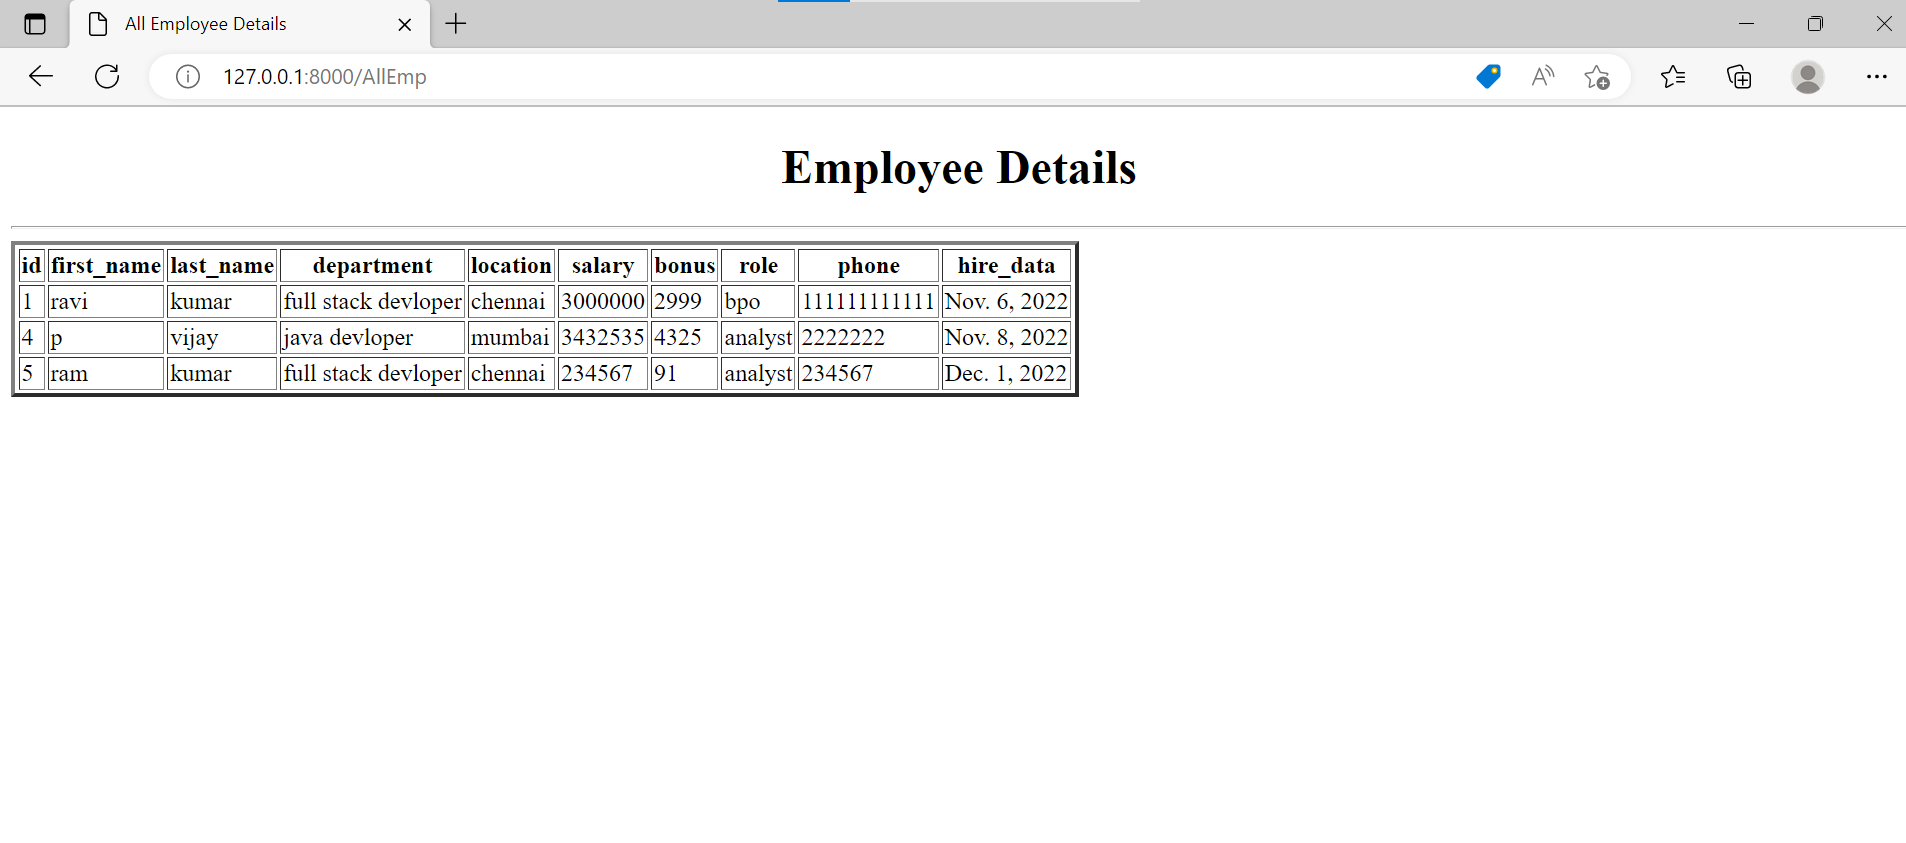 All Employee Details
127.0.0.1:8000/AllEmp
Employee Details
id first_name last_name department location salary bonus role phone hire_data
1 ravi kumar full stack devloper chennai 3000000 2999 bpo 111111111111 Nov. 6, 2022
4 p vijay java devloper mumbai 3432535 4325 analyst 2222222 Nov. 8, 2022
5 ram kumar full stack devloper chennai 234567 91 analyst 234567 Dec. 1, 2022